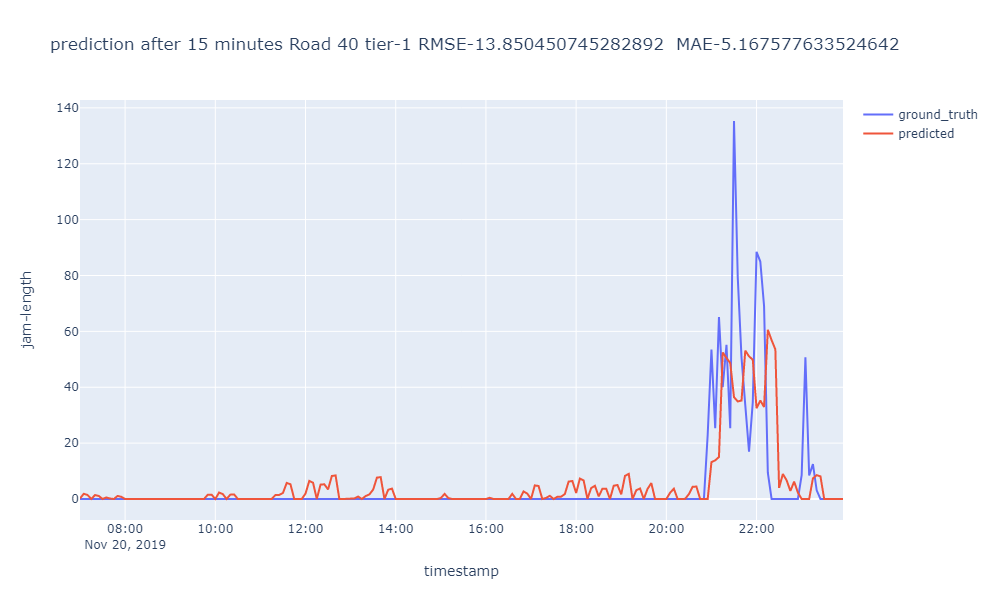 prediction after 15 minutes Road 40 tier-1 RMSE-13.850450745282892  MAE-5.167577633524642
ground_truth
predicted
140
120
100
80
60
40
20
0
jam-length
08:00 10:00 12:00 14:00 16:00 18:00 20:00 22:00
Nov 20, 2019
timestamp